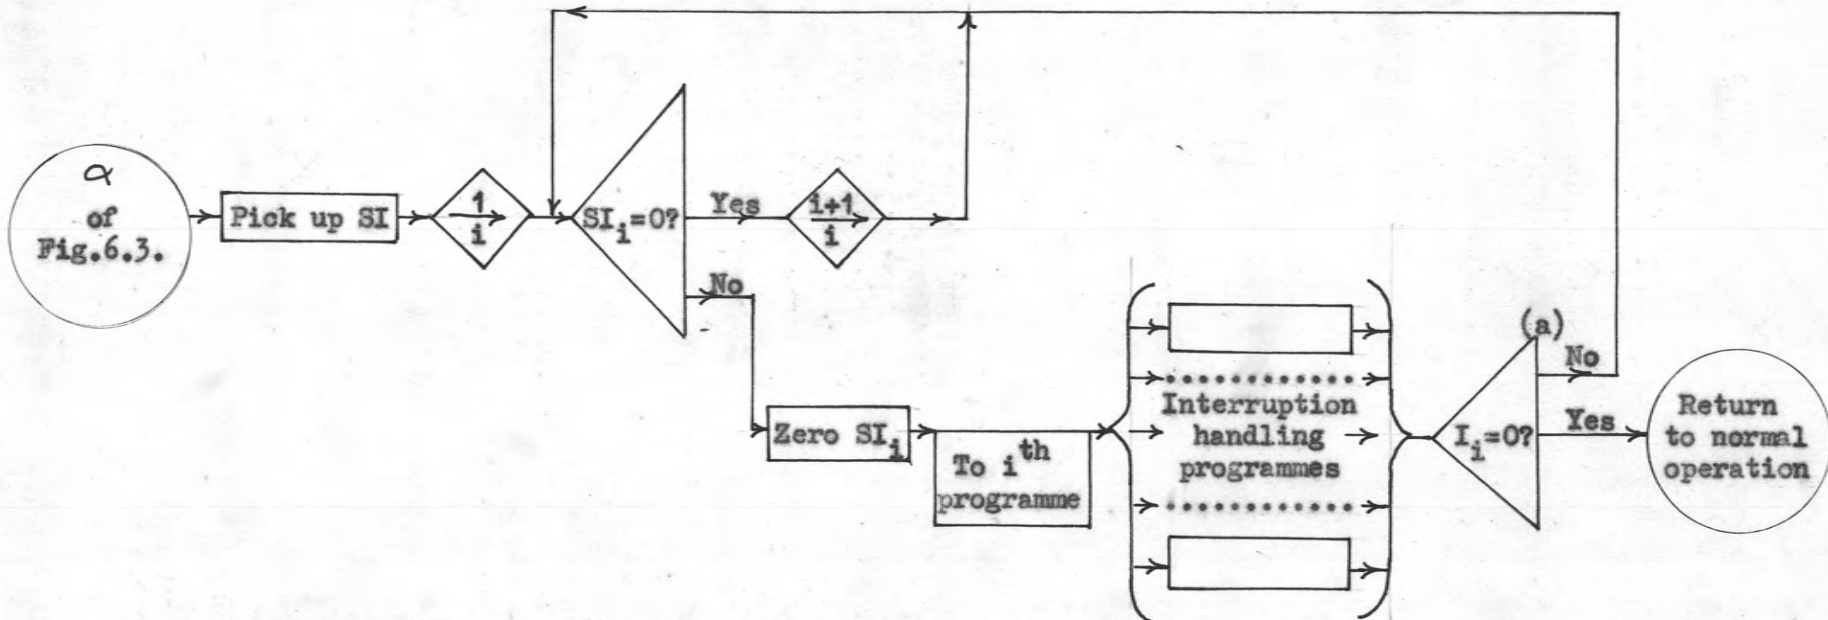 α
of
Fig.6.3.
Pick up SI
1
i
SI_i=0?
Yes
i+1
i
No
Zero SI_i
To i^th
programme
Interruption
handling
programmes
(a)
I_i=0?
No
Yes
Return
to normal
operation